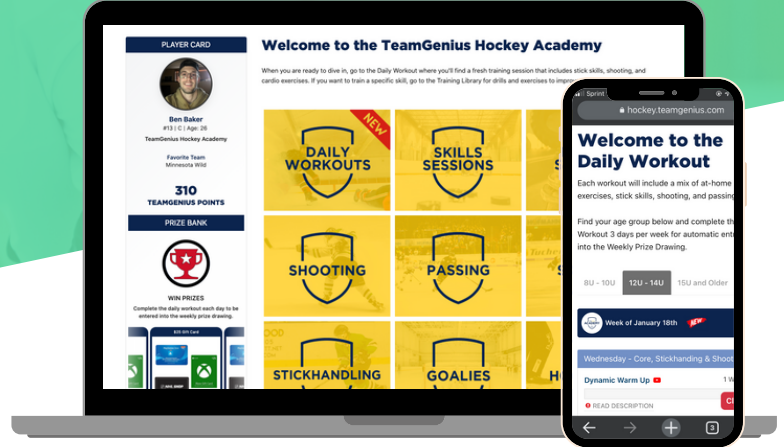 PLAYER CARD
Ben Baker
#13 | C | Age: 26
TeamGenius Hockey Academy
Favorite Team
Minnesota Wild
310
TEAMGENIUS POINTS
PRIZE BANK
WIN PRIZES
Complete the daily workout each day to be
entered into the weekly prize drawing.
$25 Gift Card
Welcome to the TeamGenius Hockey Academy
When you are ready to dive in, go to the Daily Workout where you'll find a fresh training session that includes stick skills, shooting, and
cardio exercises. If you want to train a specific skill, go to the Training Library for drills and exercises to
NEW
DAILY
WORKOUTS
SKILLS
SESSIONS
SHOOTING
PASSING
STICKHANDLING
GOALIES
Sprint
hockey.teamgenius.com
Welcome to the
Daily Workout
Each workout will include a mix of at-home
exercises, stick skills, shooting, and passing
Find your age group below and complete th
Workout 3 days per week for automatic entr
into the Weekly Prize Drawing.
8U - 10U
12U - 14U
15U and Older
Week of January 18th
NEW
Wednesday - Core, Stickhandling & Shoot
Dynamic Warm Up
1 W
READ DESCRIPTION
3